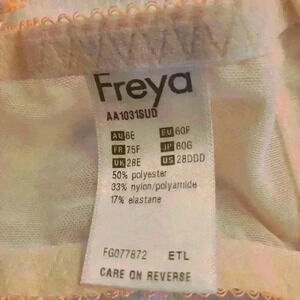 Freya
AA1031SUD
AU 6E EU 60F
FR 75F JP 60G
UK 28E US 28DDD
50% polyester
33% nylon/polyamide
17% elastane
FG077872 ETL
CARE ON REVERSE